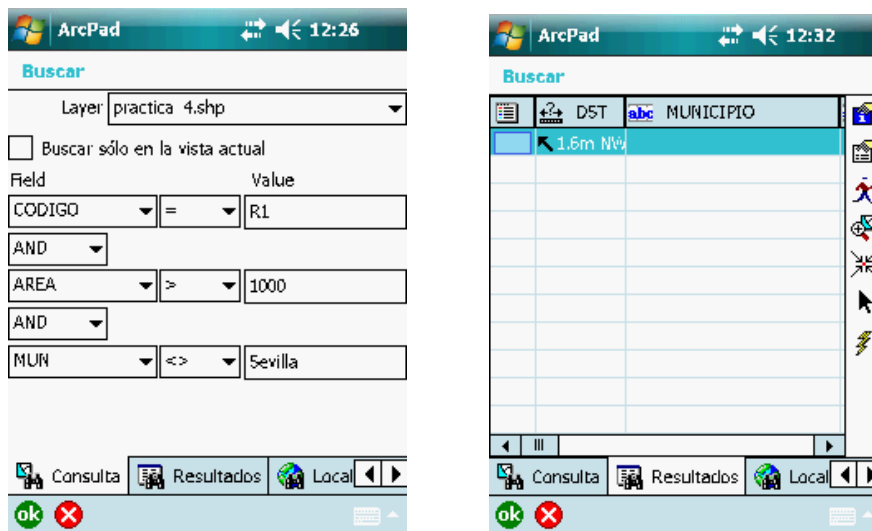 ArcPad 12:26
Buscar
Layer practica 4.shp
Buscar sólo en la vista actual
Field Value
CODIGO = R1
AND
AREA > 1000
AND
MUN <> Sevilla
Consulta Resultados Local
ok
ArcPad 12:32
Buscar
DST abc MUNICIPIO
1.6m NW
Consulta Resultados Local
ok